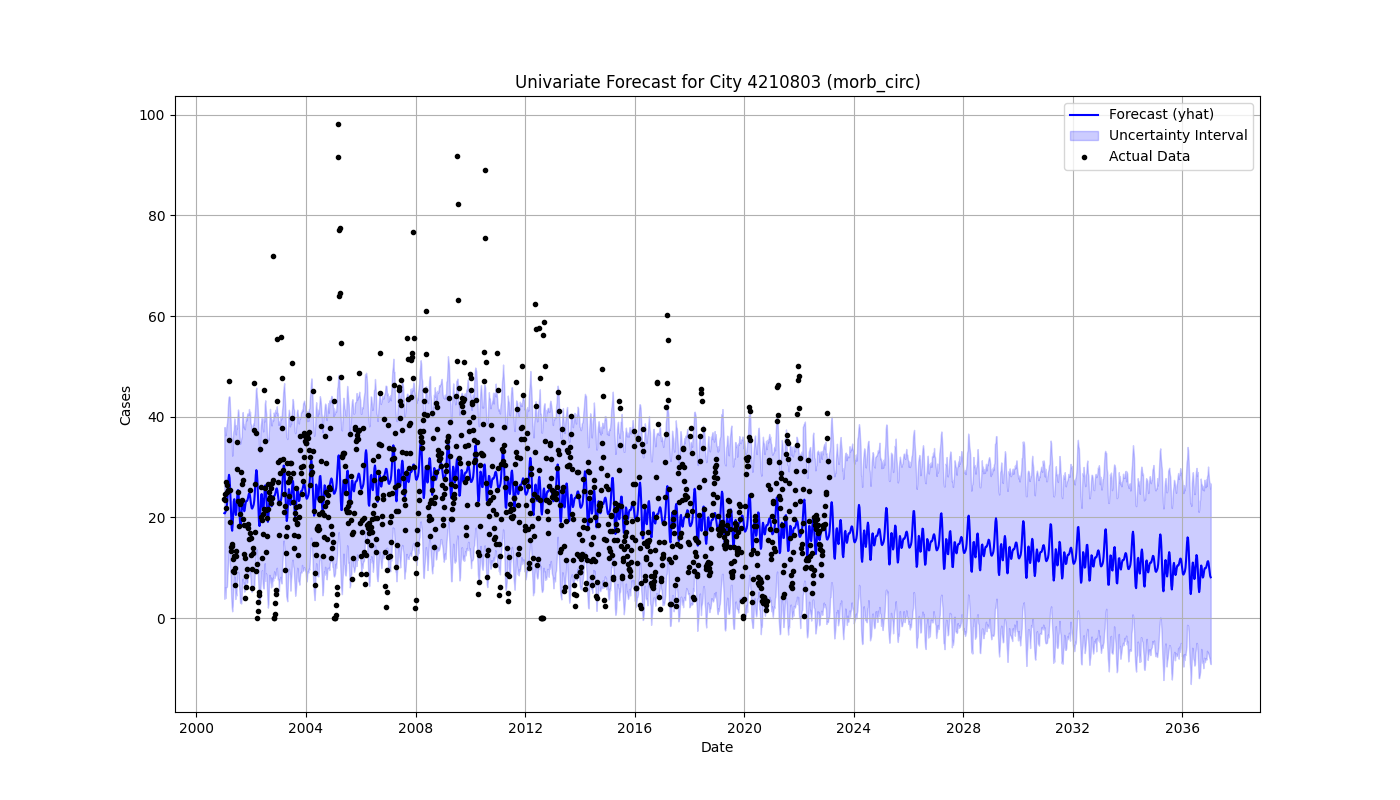 Univariate Forecast for City 4210803 (morb_circ)
Forecast (yhat)
Uncertainty Interval
Actual Data
100
80
60
40
20
0
Cases
2000 2004 2008 2012 2016 2020 2024 2028 2032 2036
Date